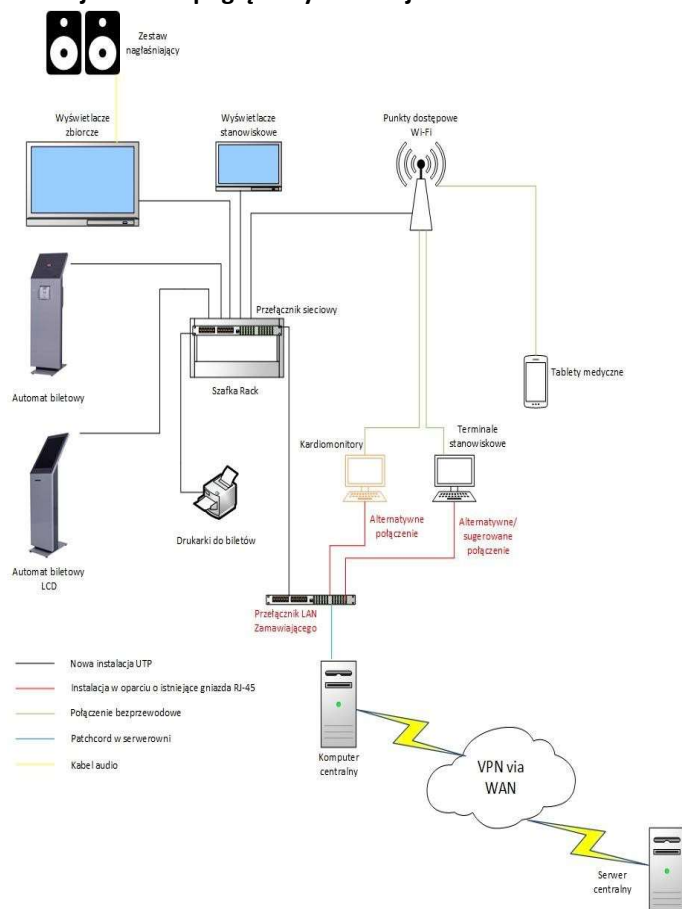 Zestaw
nagłaśniający
Wyświetlacze
zbiorcze
Wyświetlacze
stanowiskowe
Punkty dostępowe
Wi-Fi
Przełącznik sieciowy
Szafka Rack
Automat biletowy
Tablety medyczne
Kardiomonitory
Terminale
stanowiskowe
Drukarki do biletów
Alternatywne
połączenie
Alternatywne/
sugerowane
połączenie
Automat biletowy
LCD
Przełącznik LAN
Zamawiającego
Nowa instalacja UTP
Instalacja w oparciu o istniejące gniazda RJ-45
Połączenie bezprzewodowe
Patchcord w serwerowni
Kabel audio
Komputer
centralny
VPN via
WAN
Serwer
centralny